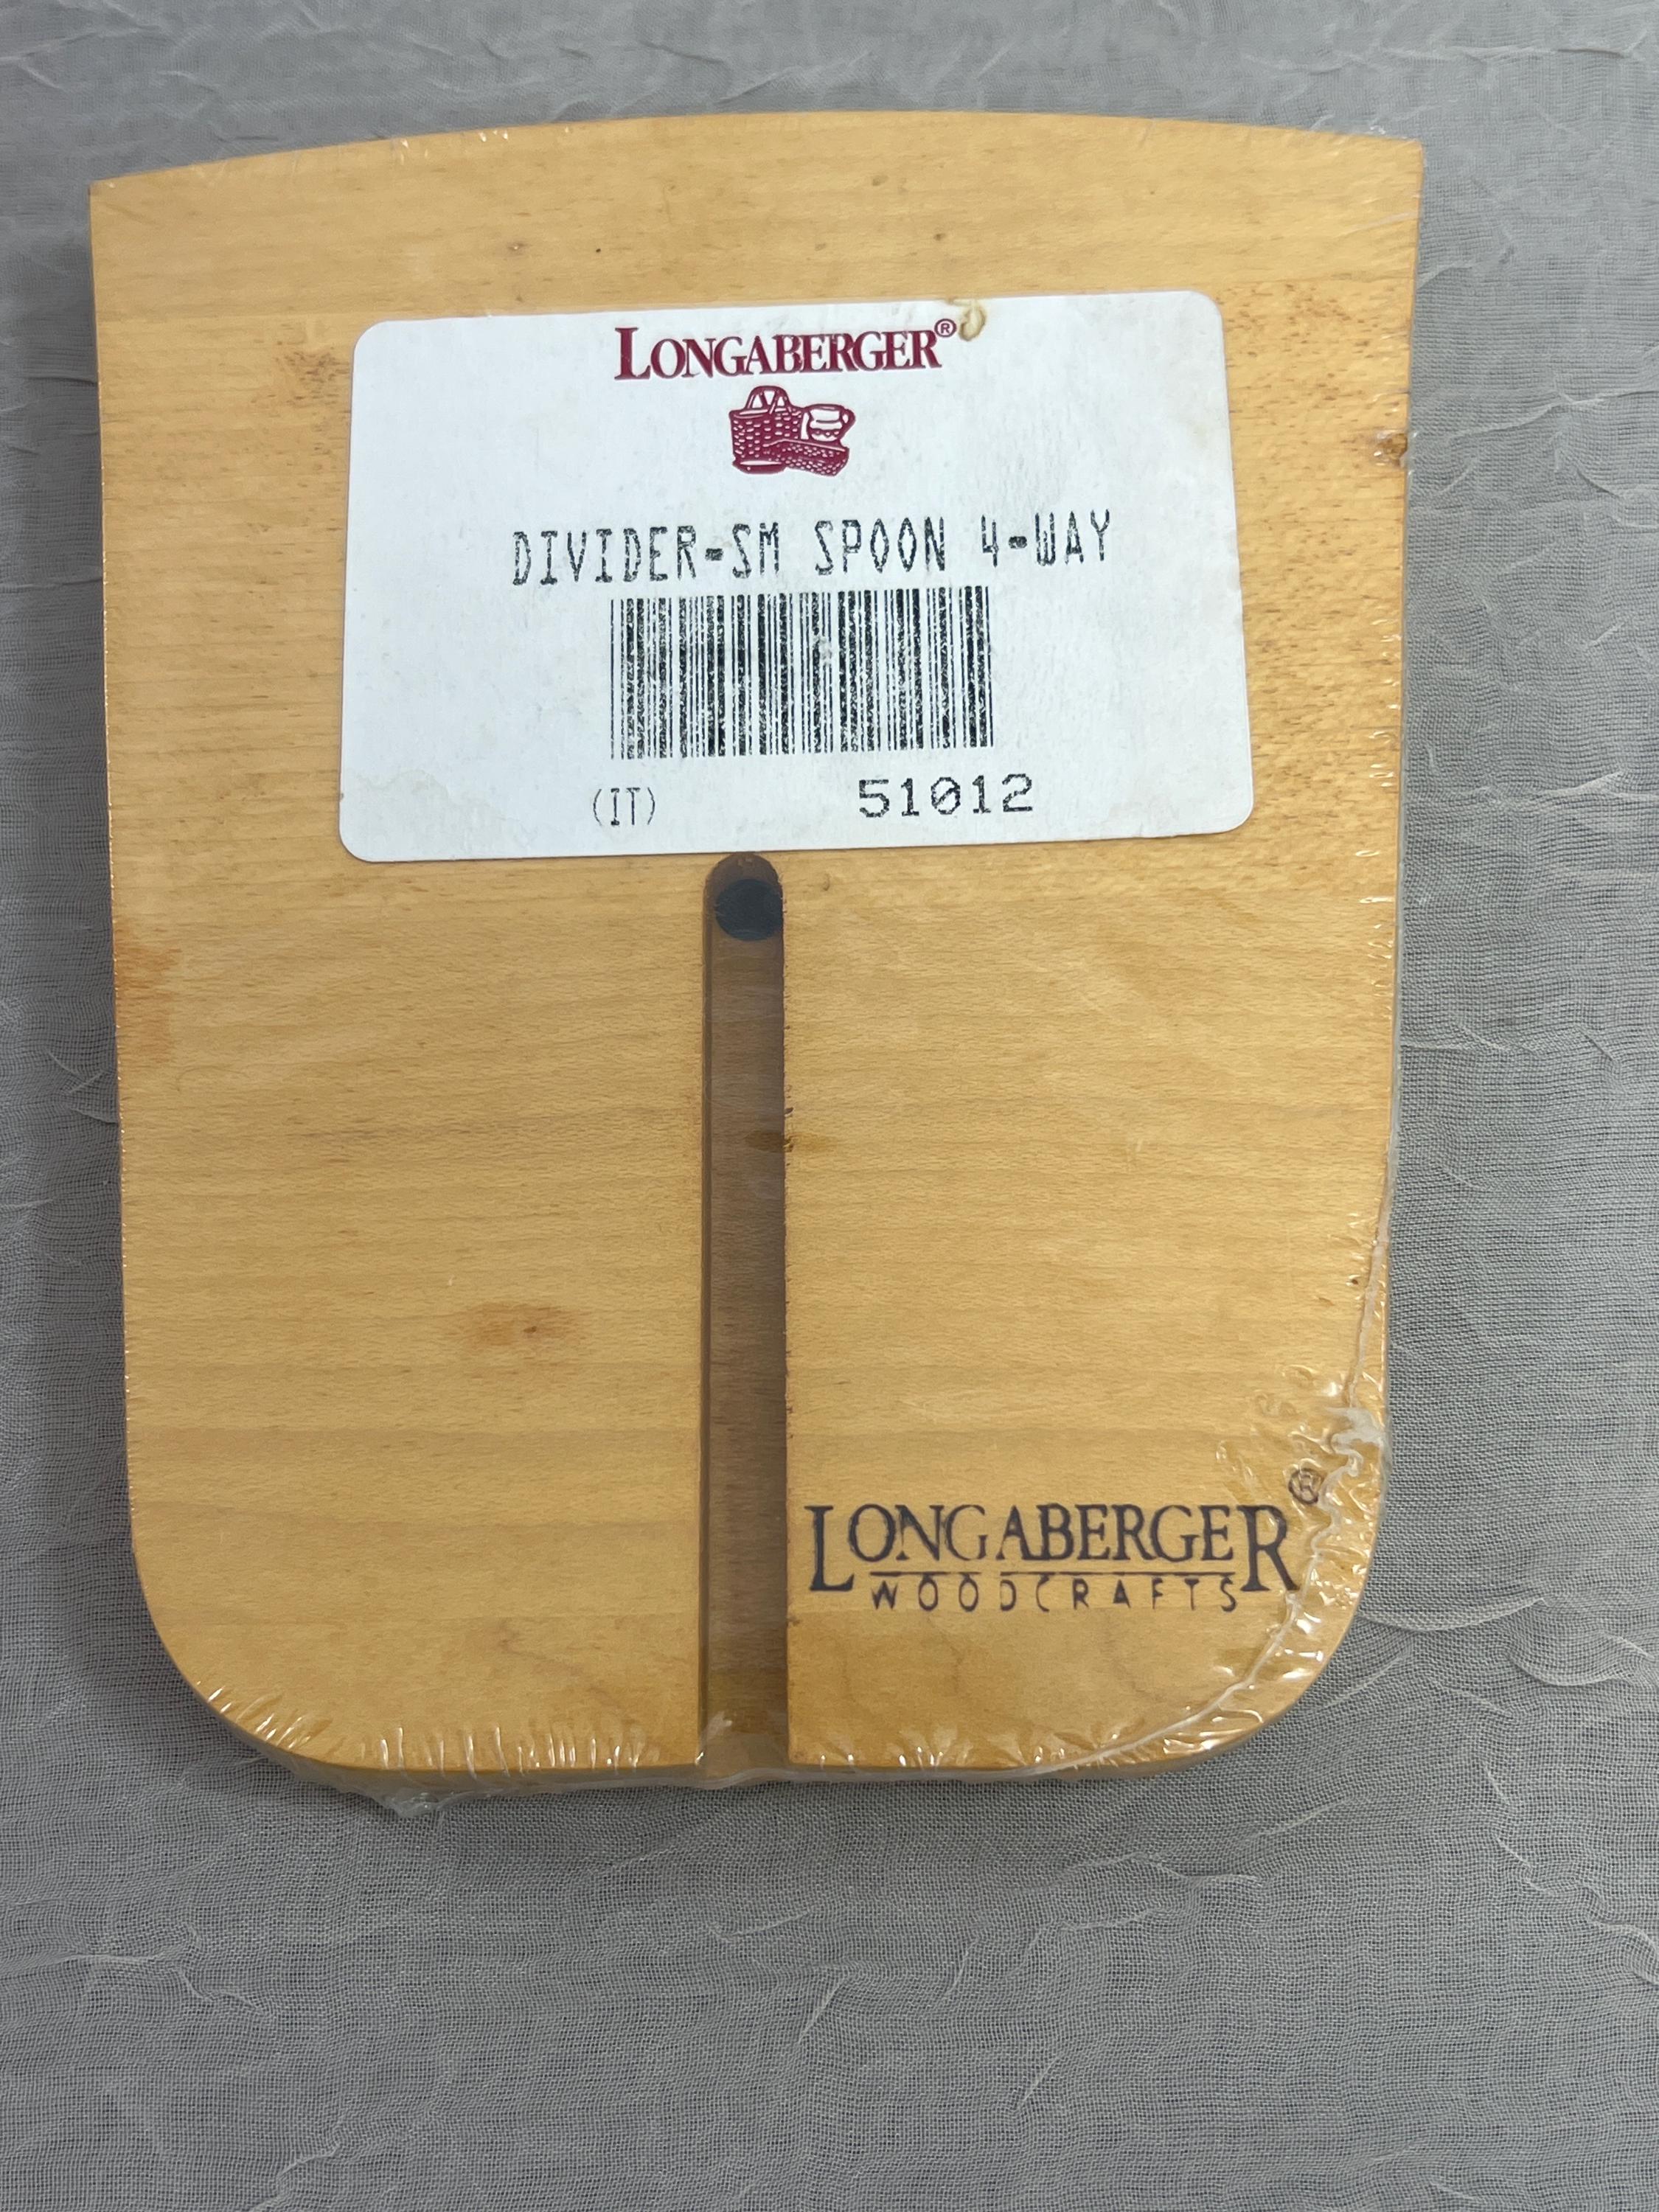 LONGABERGER®
DIVIDER-SM SPOON 4-WAY
(IT) 51012
LONGABERGER®
WOODCRAFTS